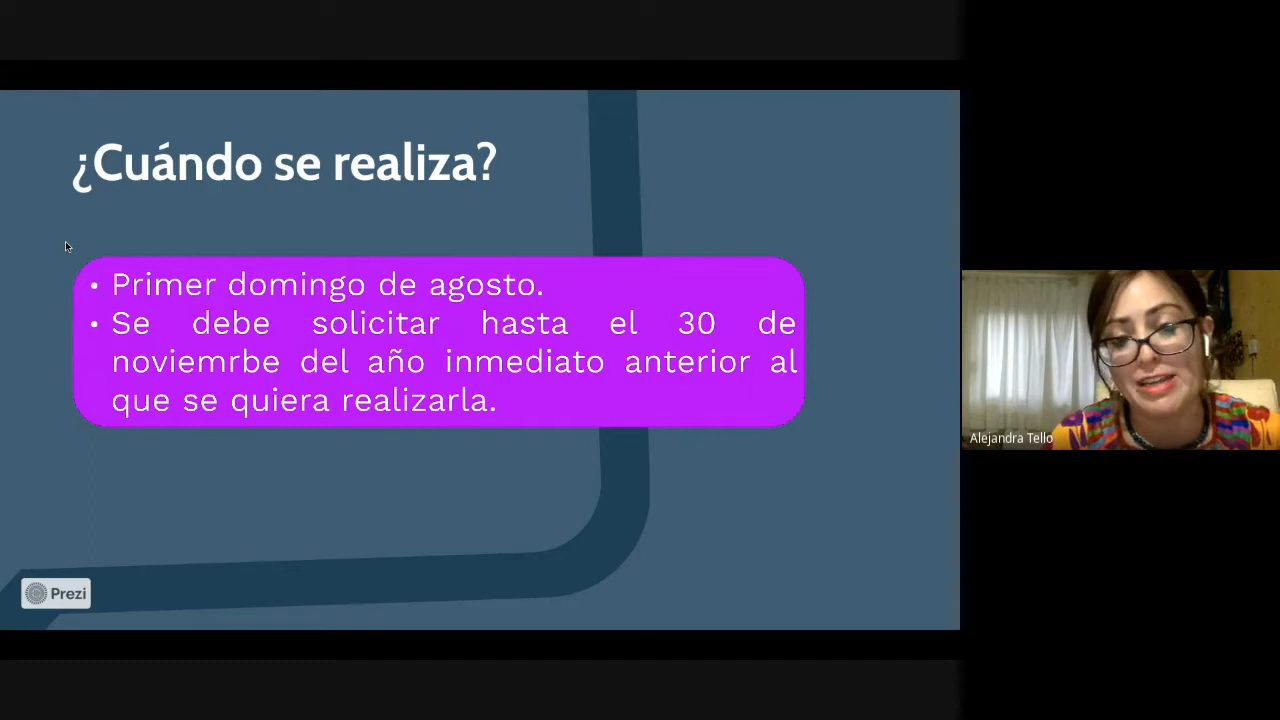 ¿Cuándo se realiza?
• Primer domingo de agosto.
• Se debe solicitar hasta el 30 de
noviemrbe del año inmediato anterior al
que se quiera realizarla.
Alejandra Tello
Prezi